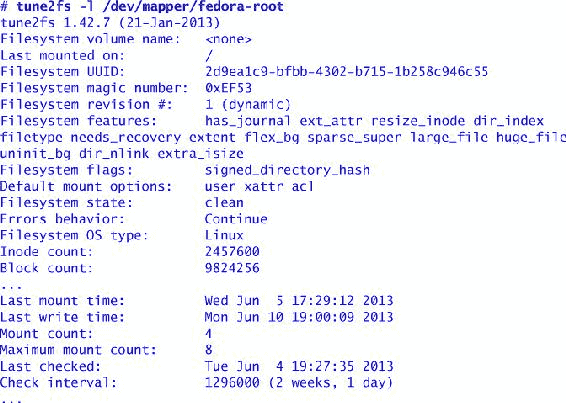 # tune2fs -l /dev/mapper/fedora-root
tune2fs 1.42.7 (21-Jan-2013)
Filesystem volume name: <none>
Last mounted on: /
Filesystem UUID: 2d9ea1c9-bfbb-4302-b715-1b258c946c55
Filesystem magic number: 0xEF53
Filesystem revision #: 1 (dynamic)
Filesystem features: has_journal ext_attr resize_inode dir_index
filetype needs_recovery extent flex_bg sparse_super large_file huge_file
uninit_bg dir_nlink extra_isize
Filesystem flags: signed_directory_hash
Default mount options: user_xattr acl
Filesystem state: clean
Errors behavior: Continue
Filesystem OS type: Linux
Inode count: 2457600
Block count: 9824256
...
Last mount time: Wed Jun  5 17:29:12 2013
Last write time: Mon Jun 10 19:00:09 2013
Mount count: 4
Maximum mount count: 8
Last checked: Tue Jun  4 19:27:35 2013
Check interval: 1296000 (2 weeks, 1 day)
...